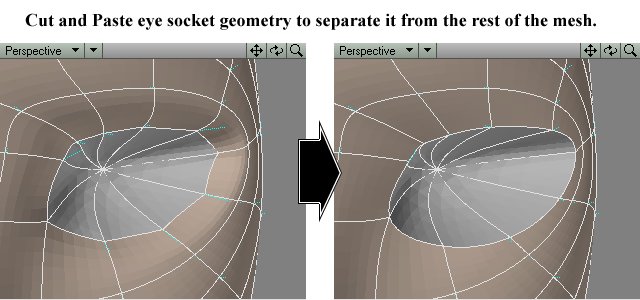 Cut and Paste eye socket geometry to separate it from the rest of the mesh.
Perspective
Perspective